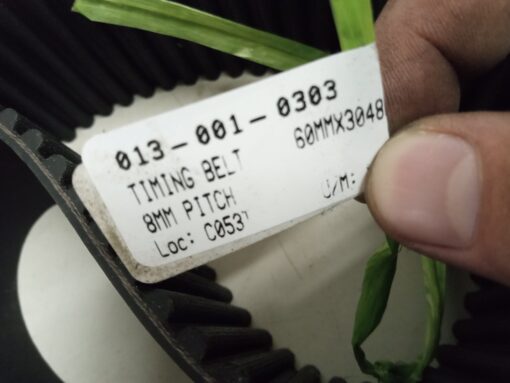 013-001-0303
TIMING BELT 60MMX3048
8MM PITCH
Loc: C053 U/M: